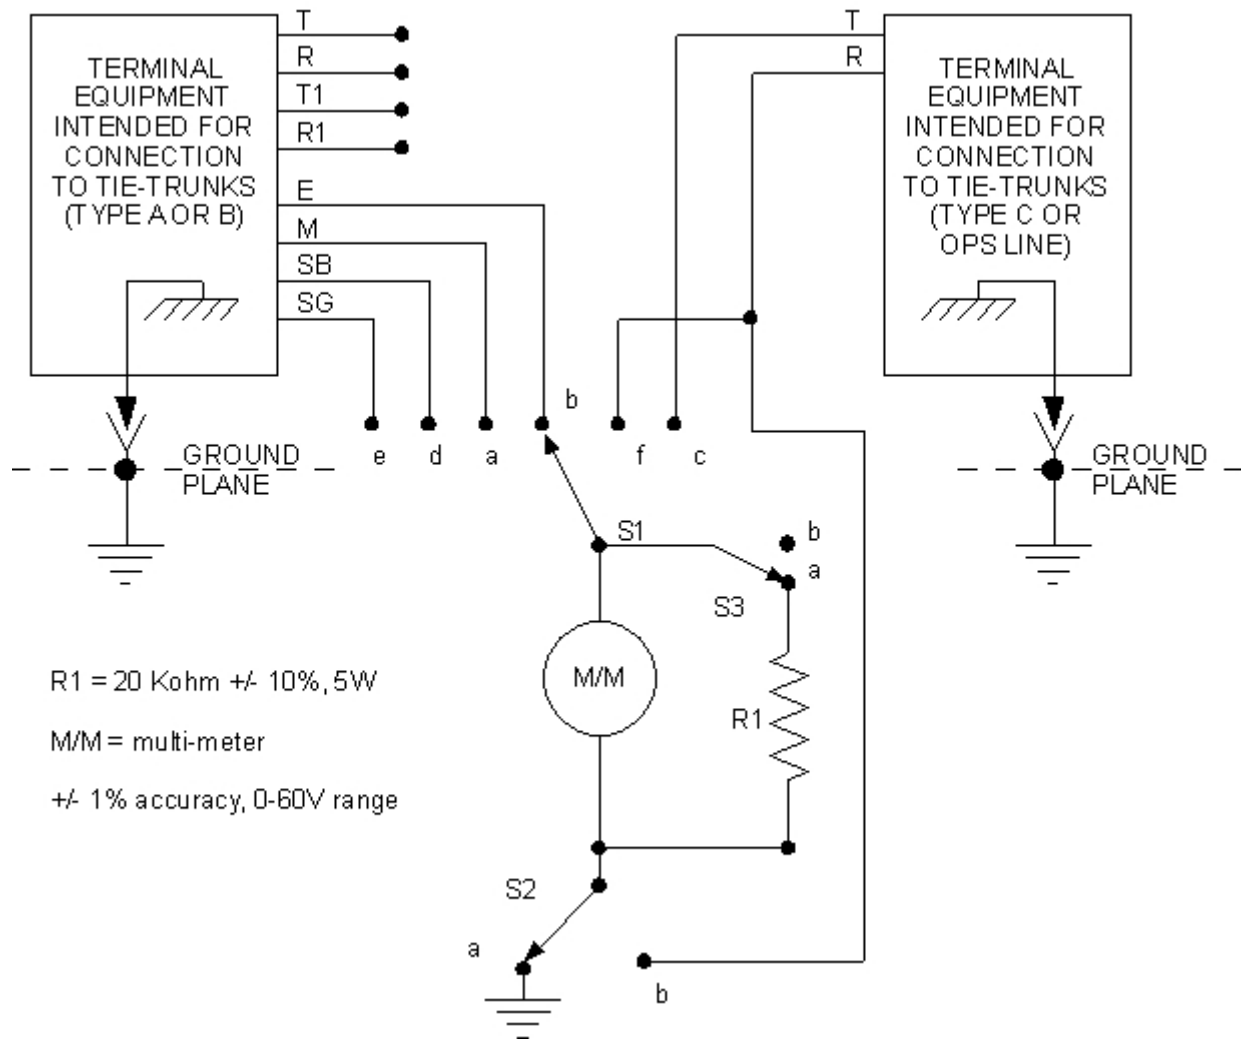 T
R
T1
R1
E
M
SB
SG
TERMINAL
EQUIPMENT
INTENDED FOR
CONNECTION
TO TIE-TRUNKS
(TYPE A OR B)
T
R
TERMINAL
EQUIPMENT
INTENDED FOR
CONNECTION
TO TIE-TRUNKS
(TYPE C OR
OPS LINE)
b
e
d
a
f
c
GROUND
PLANE
GROUND
PLANE
S1
b
a
S3
M/M
R1
R1 = 20 Kohm +/- 10%, 5W
M/M = multi-meter
+/- 1% accuracy, 0-60V range
S2
a
b